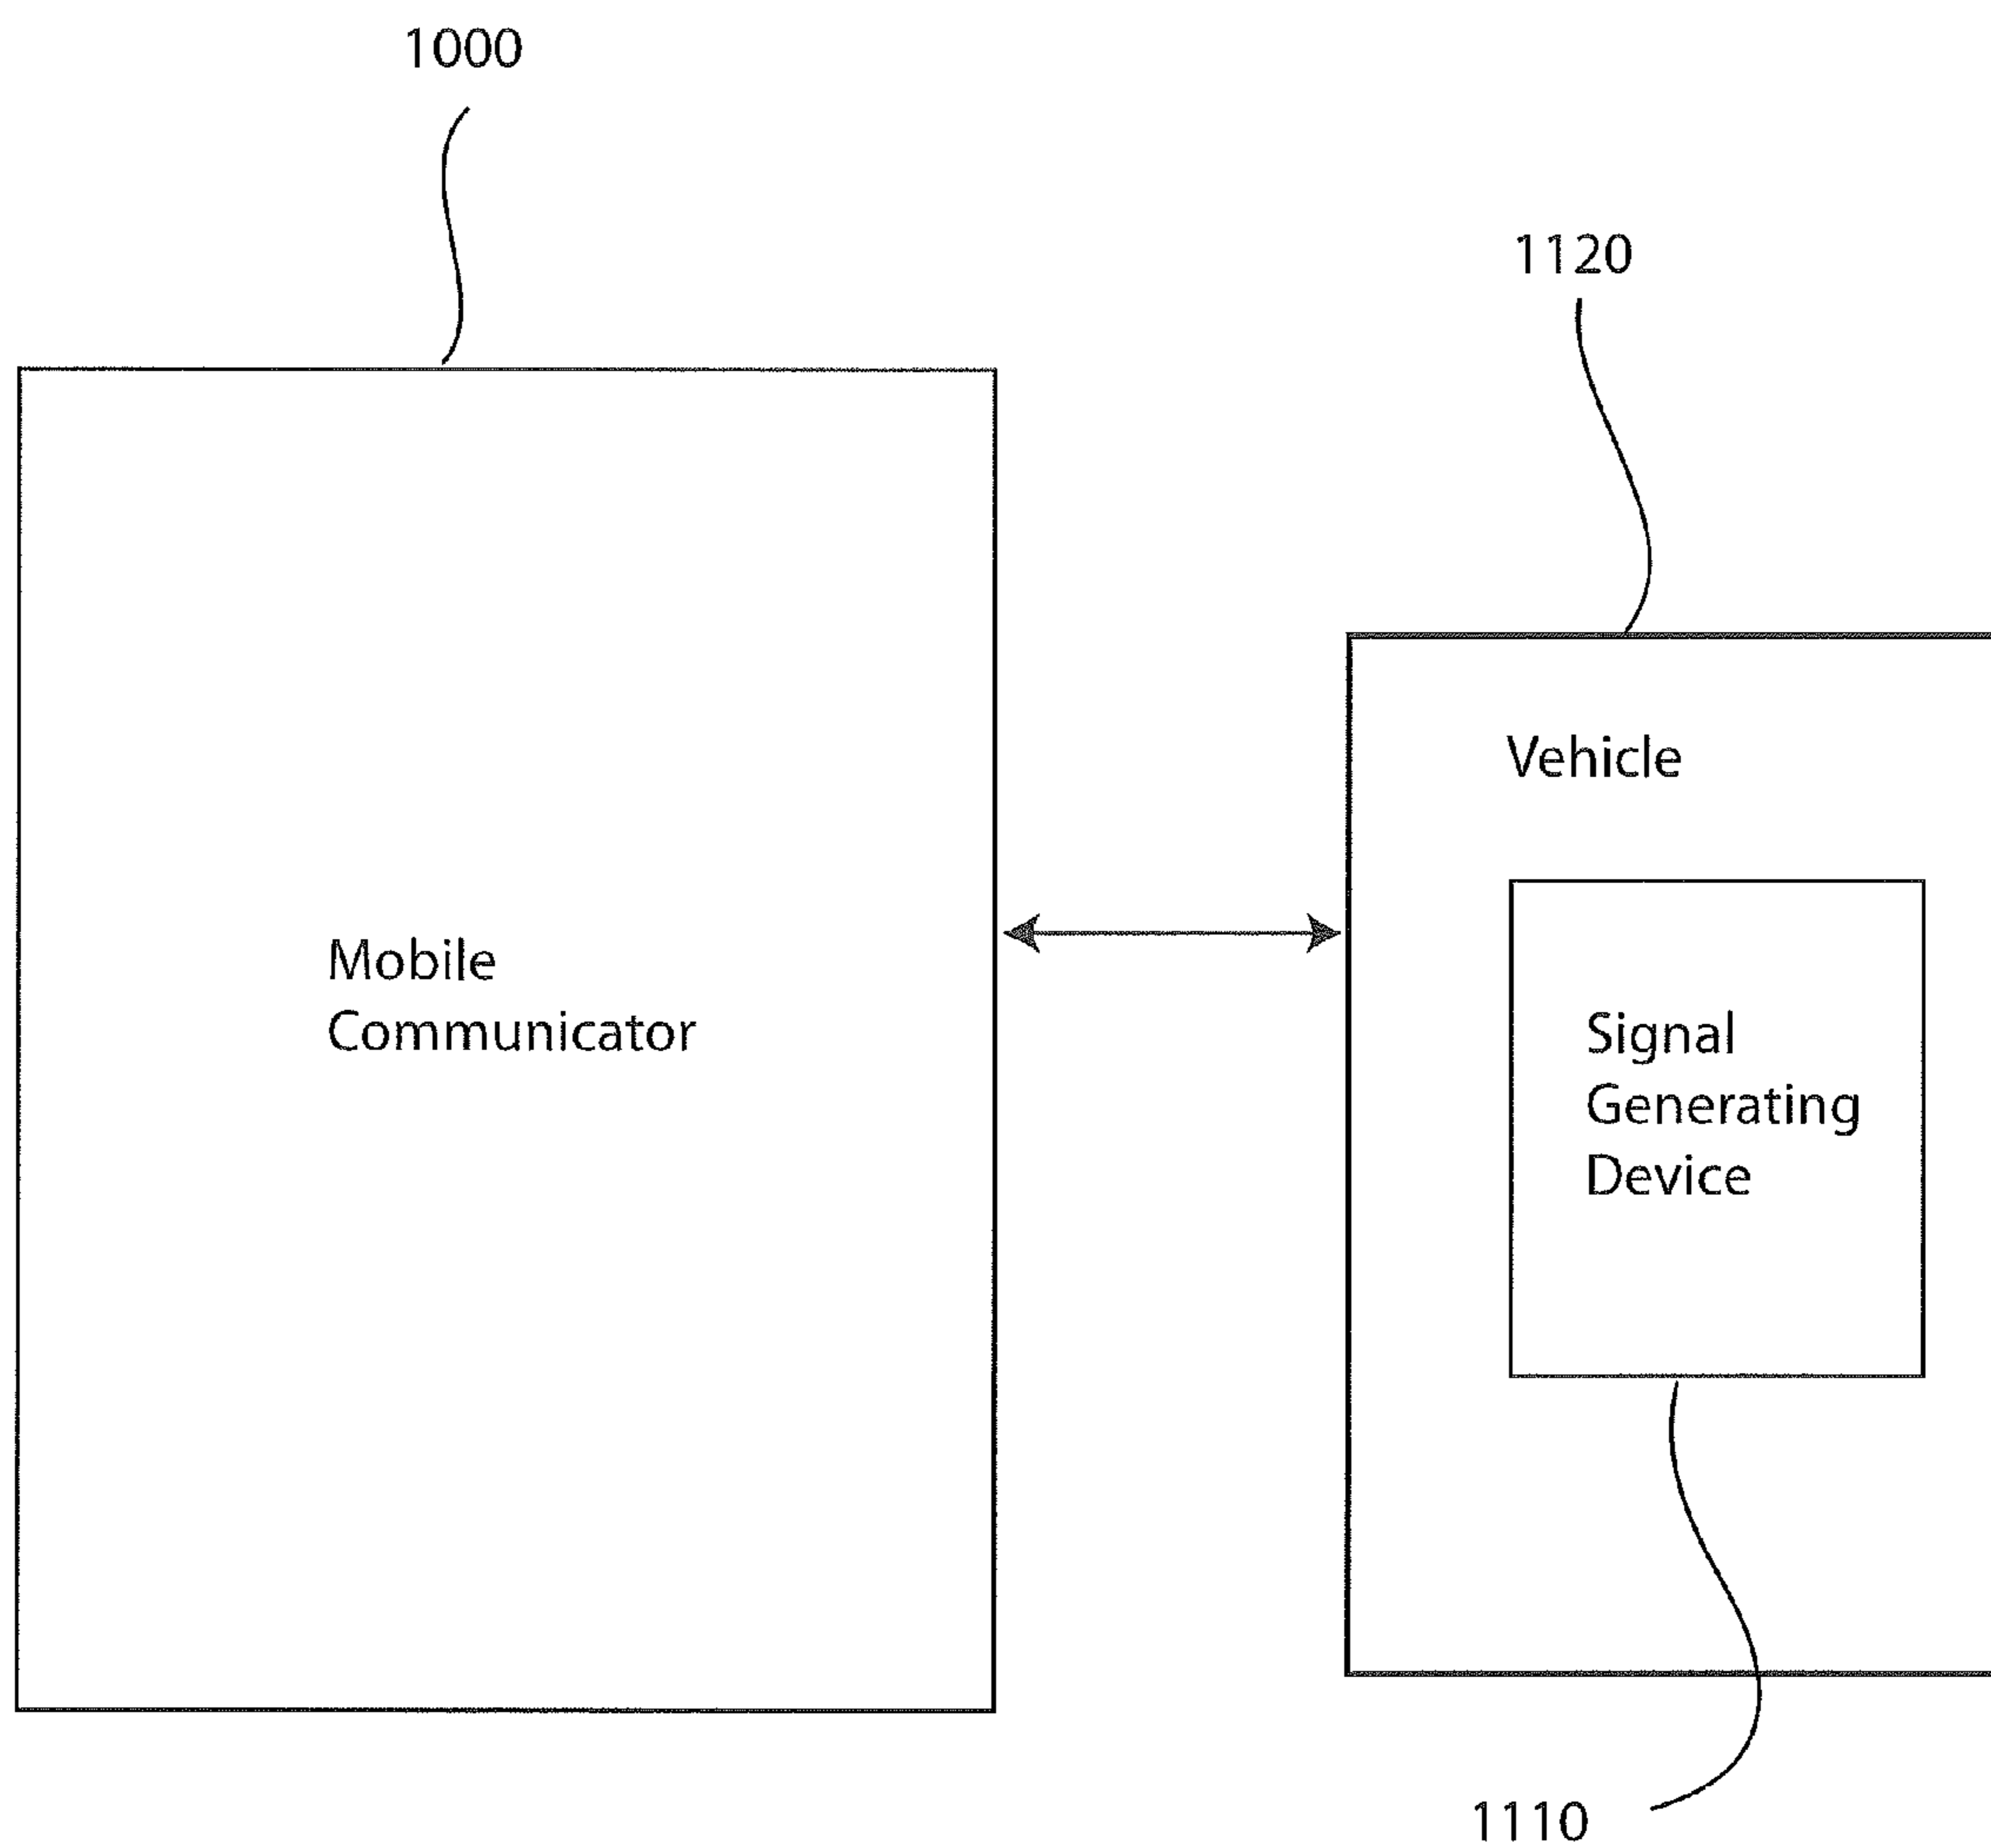 1000
1120
Vehicle
Mobile
Communicator
Signal
Generating
Device
1110